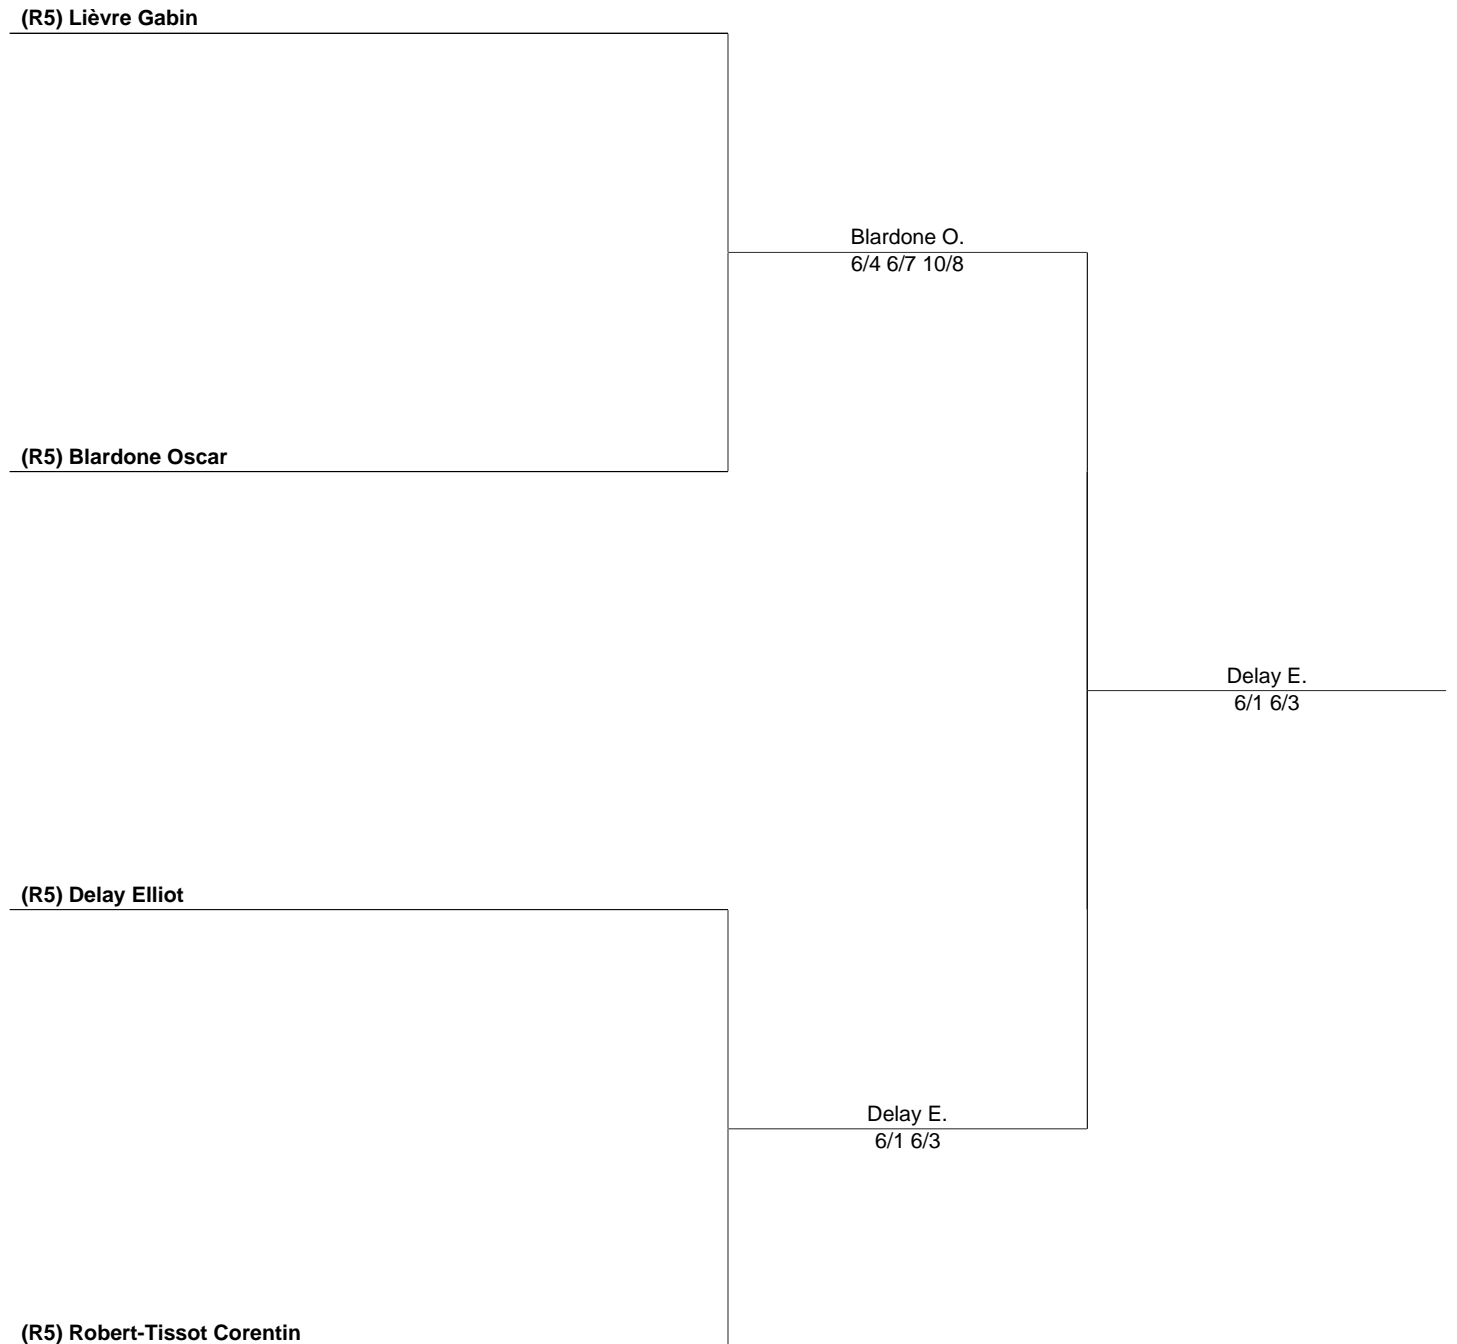 (R5) Lièvre Gabin
Blardone O.
6/4 6/7 10/8
(R5) Blardone Oscar
Delay E.
6/1 6/3
(R5) Delay Elliot
Delay E.
6/1 6/3
(R5) Robert-Tissot Corentin